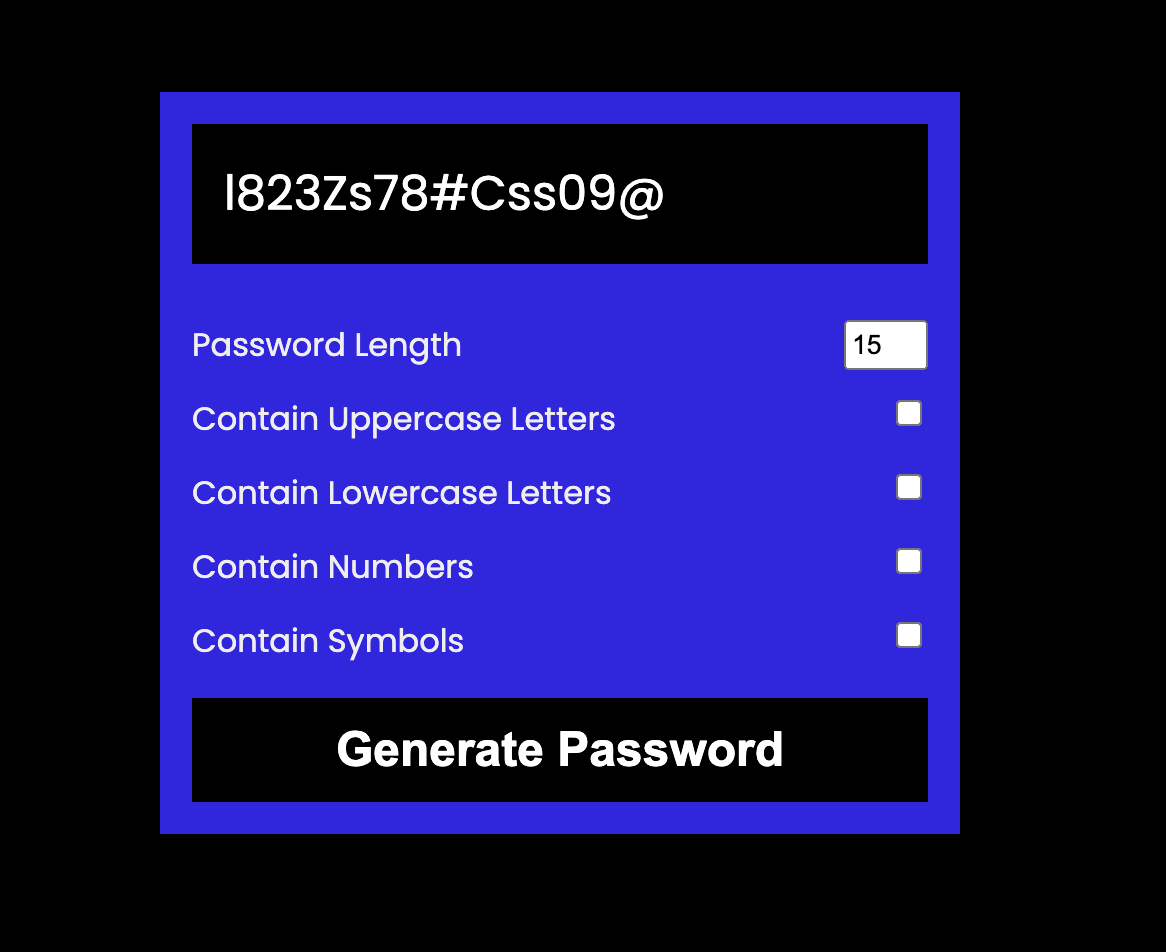 l823Zs78#Css09@
Password Length
15
Contain Uppercase Letters
Contain Lowercase Letters
Contain Numbers
Contain Symbols
Generate Password